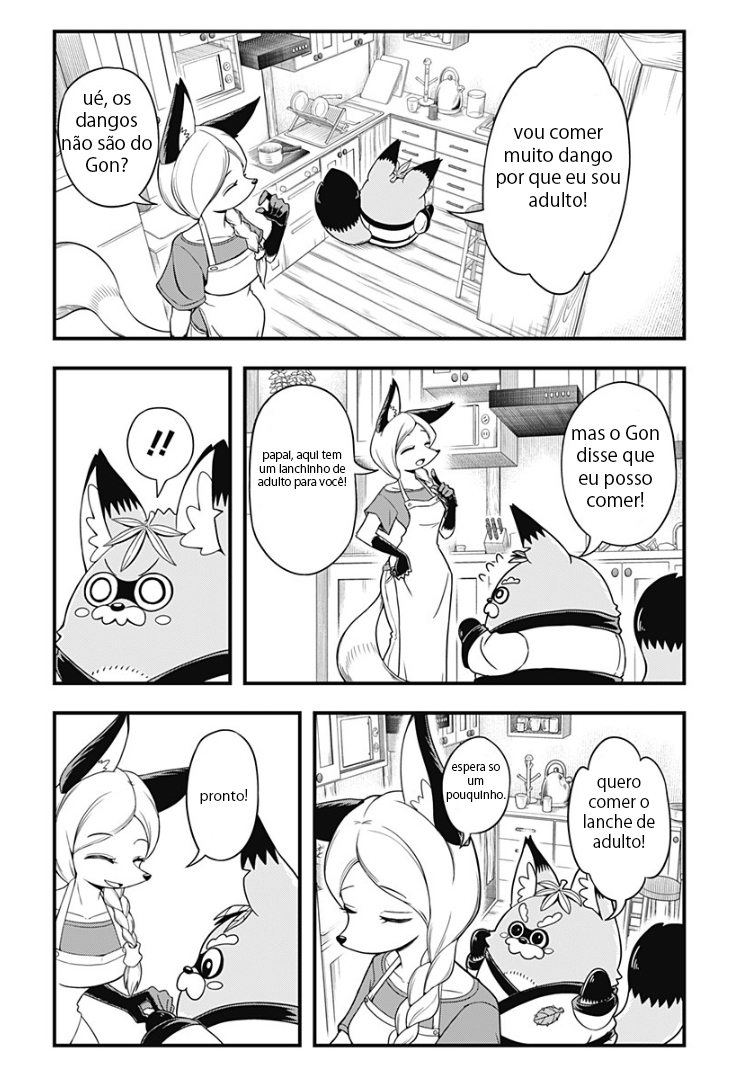 vou comer
muito dango
por que eu sou
adulto!
ué, os
dangos
não são do
Gon?
mas o Gon
disse que
eu posso
comer!
papai, aqui tem
um lanchinho de
adulto para você!
!!
quero
comer o
lanche de
adulto!
espera so
um
pouquinho.
pronto!